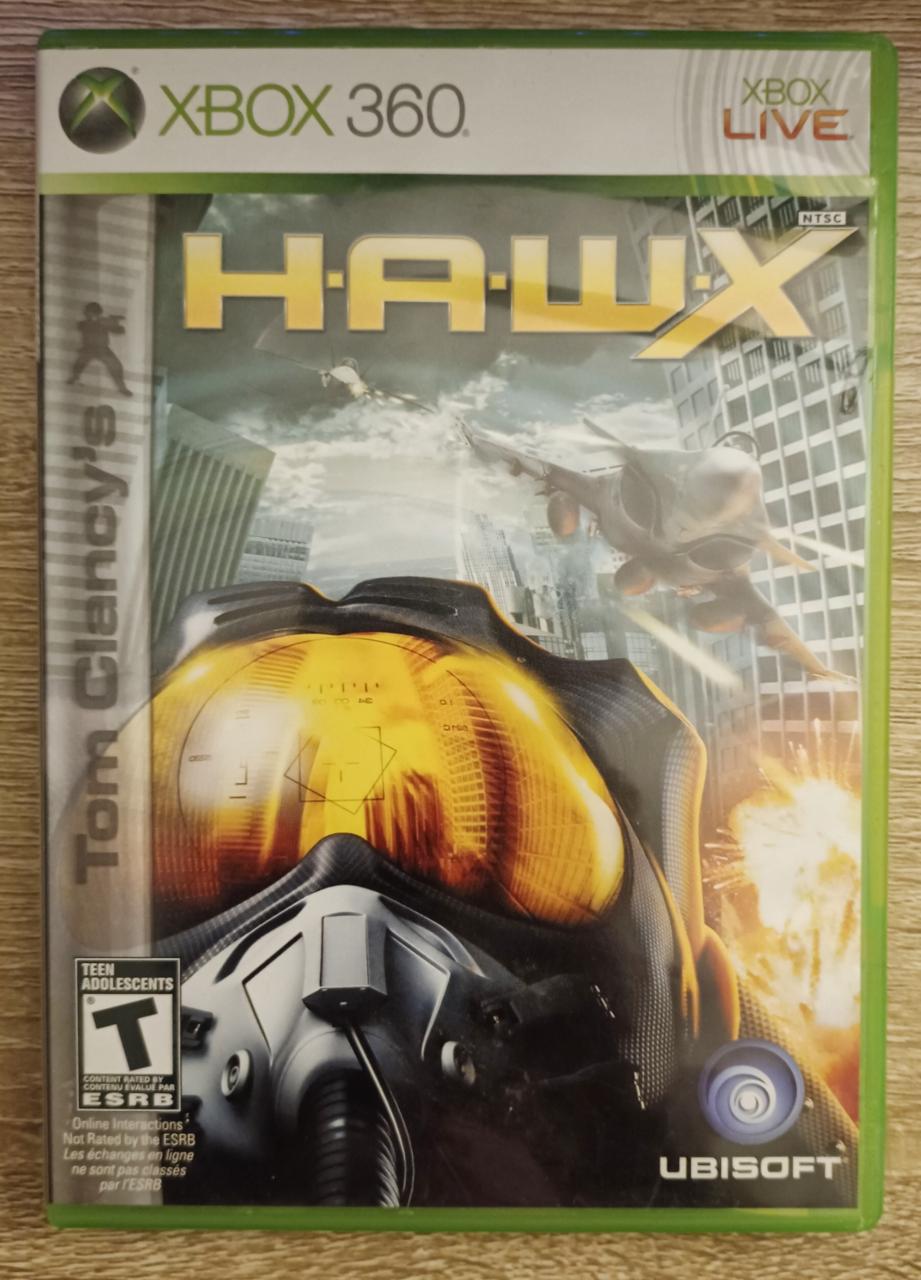 XBOX 360
XBOX
LIVE
NTSC
H·A·W·X
Tom Clancy's
TEEN
ADOLESCENTS
T
CONTENT RATED BY
CONTENU ÉVALUÉ PAR
ESRB
Online Interactions
Not Rated by the ESRB
Les échanges en ligne
ne sont pas classés
par l'ESRB
UBISOFT